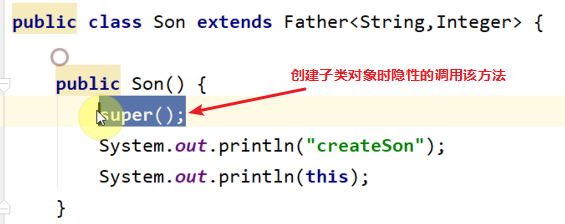 public class Son extends Father<String,Integer> {
public Son() {
创建子类对象时隐性的调用该方法
super();
System.out.println("createSon");
System.out.println(this);
}